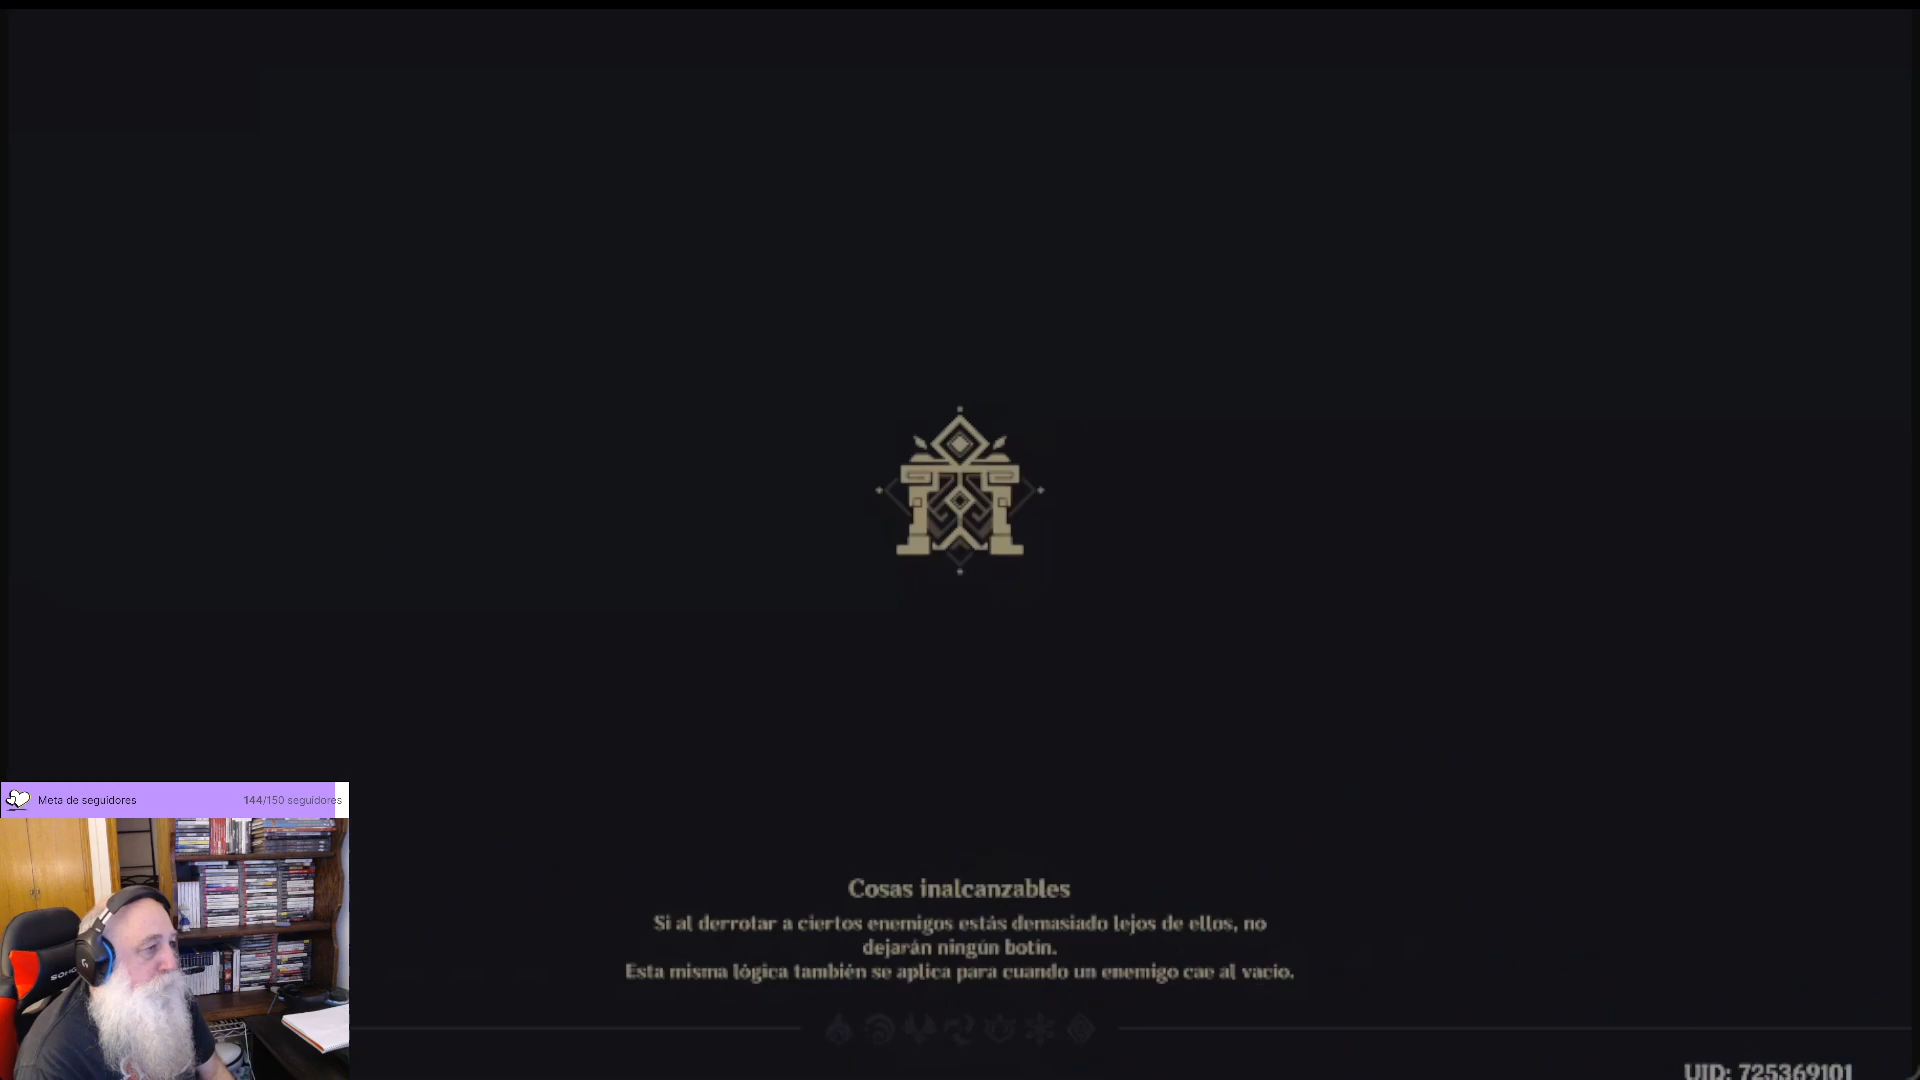 Meta de seguidores 144/150 seguidores
Cosas inalcanzables
Si al derrotar a ciertos enemigos estás demasiado lejos de ellos, no
dejarán ningún botín.
Esta misma lógica también se aplica para cuando un enemigo cae al vacío.
UID: 725369101